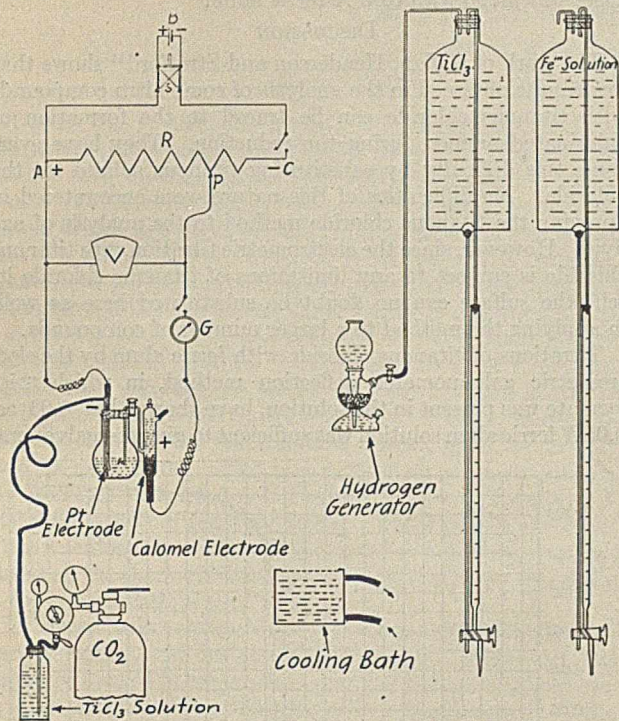 B
+ -
S
TiCl₃
Fe''' Solution
A + R - C
P
V
G
-
+
Pt
Electrode
Calomel Electrode
Hydrogen
Generator
CO₂
Cooling Bath
TiCl₃ Solution